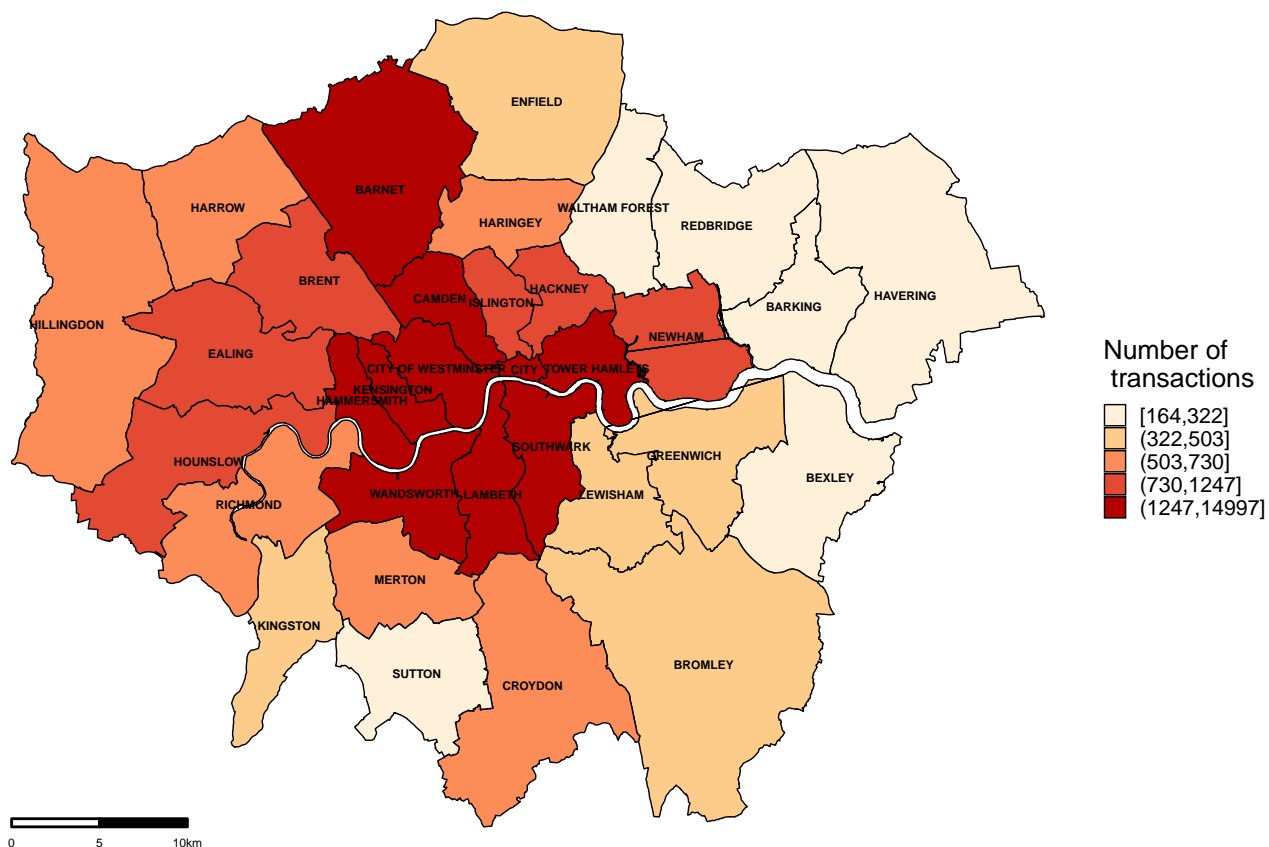 ENFIELD
BARNET
HARROW
WALTHAM FOREST
HARINGEY
REDBRIDGE
BRENT
HACKNEY
CAMDEN
ISLINGTON
HAVERING
BARKING
HILLINGDON
NEWHAM
EALING
CITY OF WESTMINSTER
CITY
TOWER HAMLETS
KENSINGTON
HAMMERSMITH
SOUTHWARK
GREENWICH
HOUNSLOW
BEXLEY
WANDSWORTH
LAMBETH
LEWISHAM
RICHMOND
MERTON
KINGSTON
BROMLEY
SUTTON
CROYDON
Number of
transactions
[164,322]
(322,503]
(503,730]
(730,1247]
(1247,14997]
0 5 10km